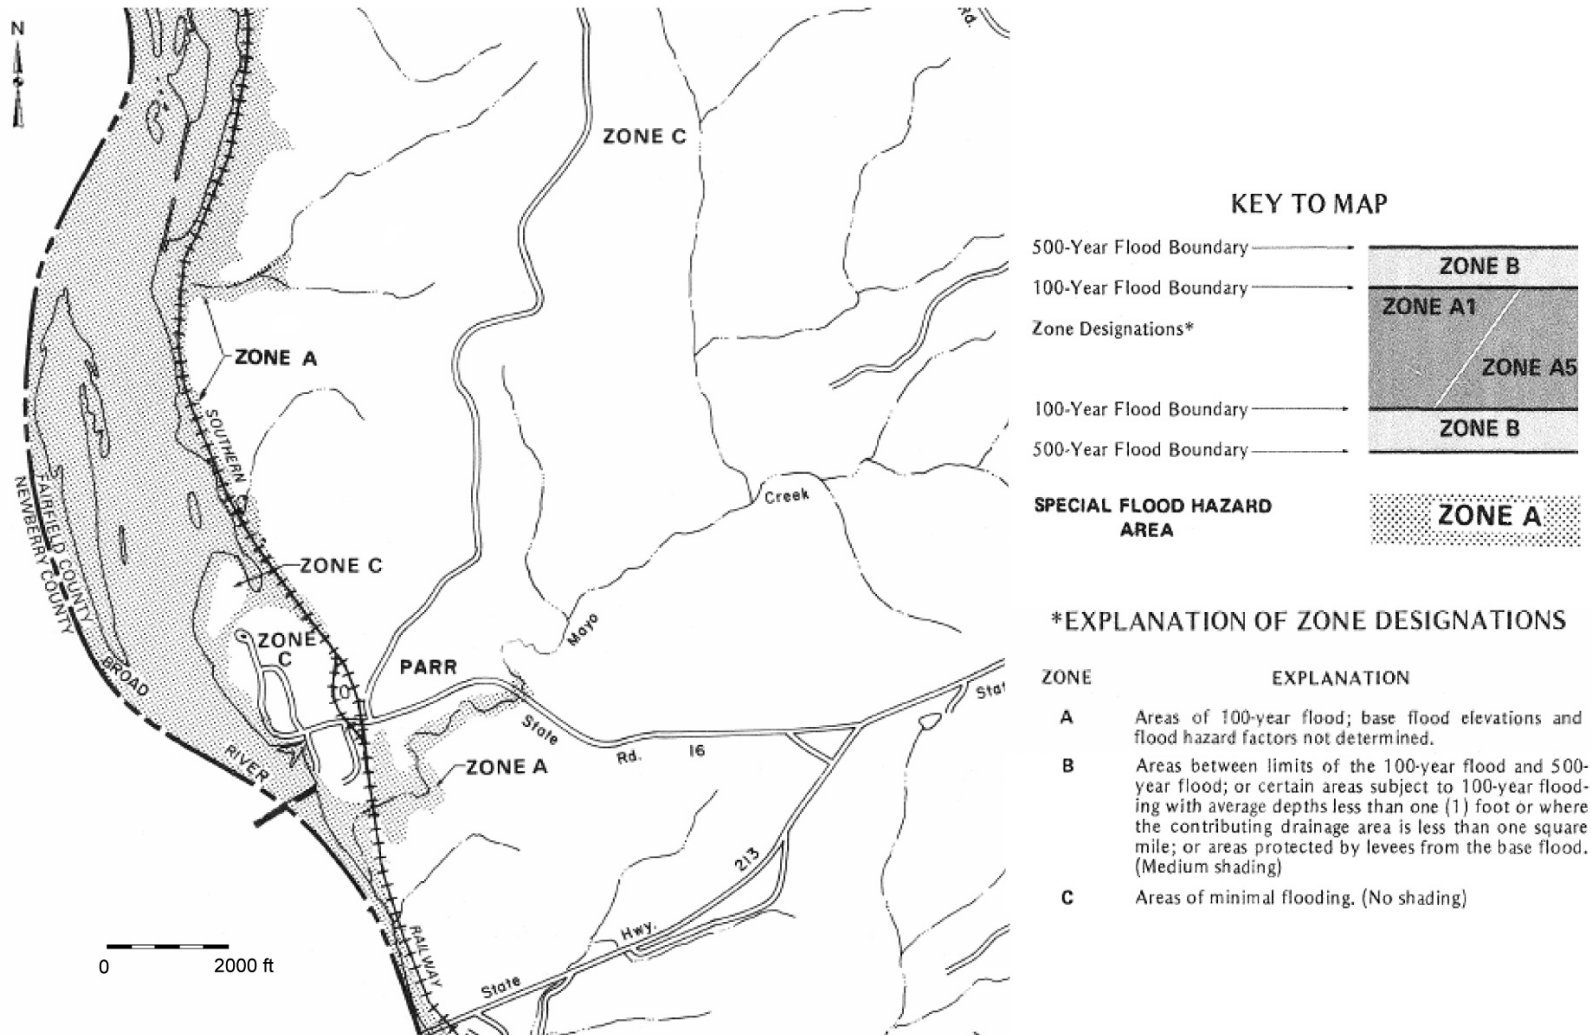 N
Rd.
ZONE C
ZONE A
SOUTHERN
FAIRFIELD COUNTY
NEWBERRY COUNTY
Creek
ZONE C
ZONE
C
Mayo
PARR
BROAD
RIVER
State
Rd.
16
Stat
ZONE A
213
Hwy.
State
RAILWAY
0
2000 ft
KEY TO MAP
500-Year Flood Boundary
100-Year Flood Boundary
Zone Designations*
100-Year Flood Boundary
500-Year Flood Boundary
ZONE B
ZONE A1
ZONE A5
ZONE B
SPECIAL FLOOD HAZARD
AREA
ZONE A
*EXPLANATION OF ZONE DESIGNATIONS
ZONE EXPLANATION
A Areas of 100-year flood; base flood elevations and
flood hazard factors not determined.
B Areas between limits of the 100-year flood and 500-
year flood; or certain areas subject to 100-year flood-
ing with average depths less than one (1) foot or where
the contributing drainage area is less than one square
mile; or areas protected by levees from the base flood.
(Medium shading)
C Areas of minimal flooding. (No shading)